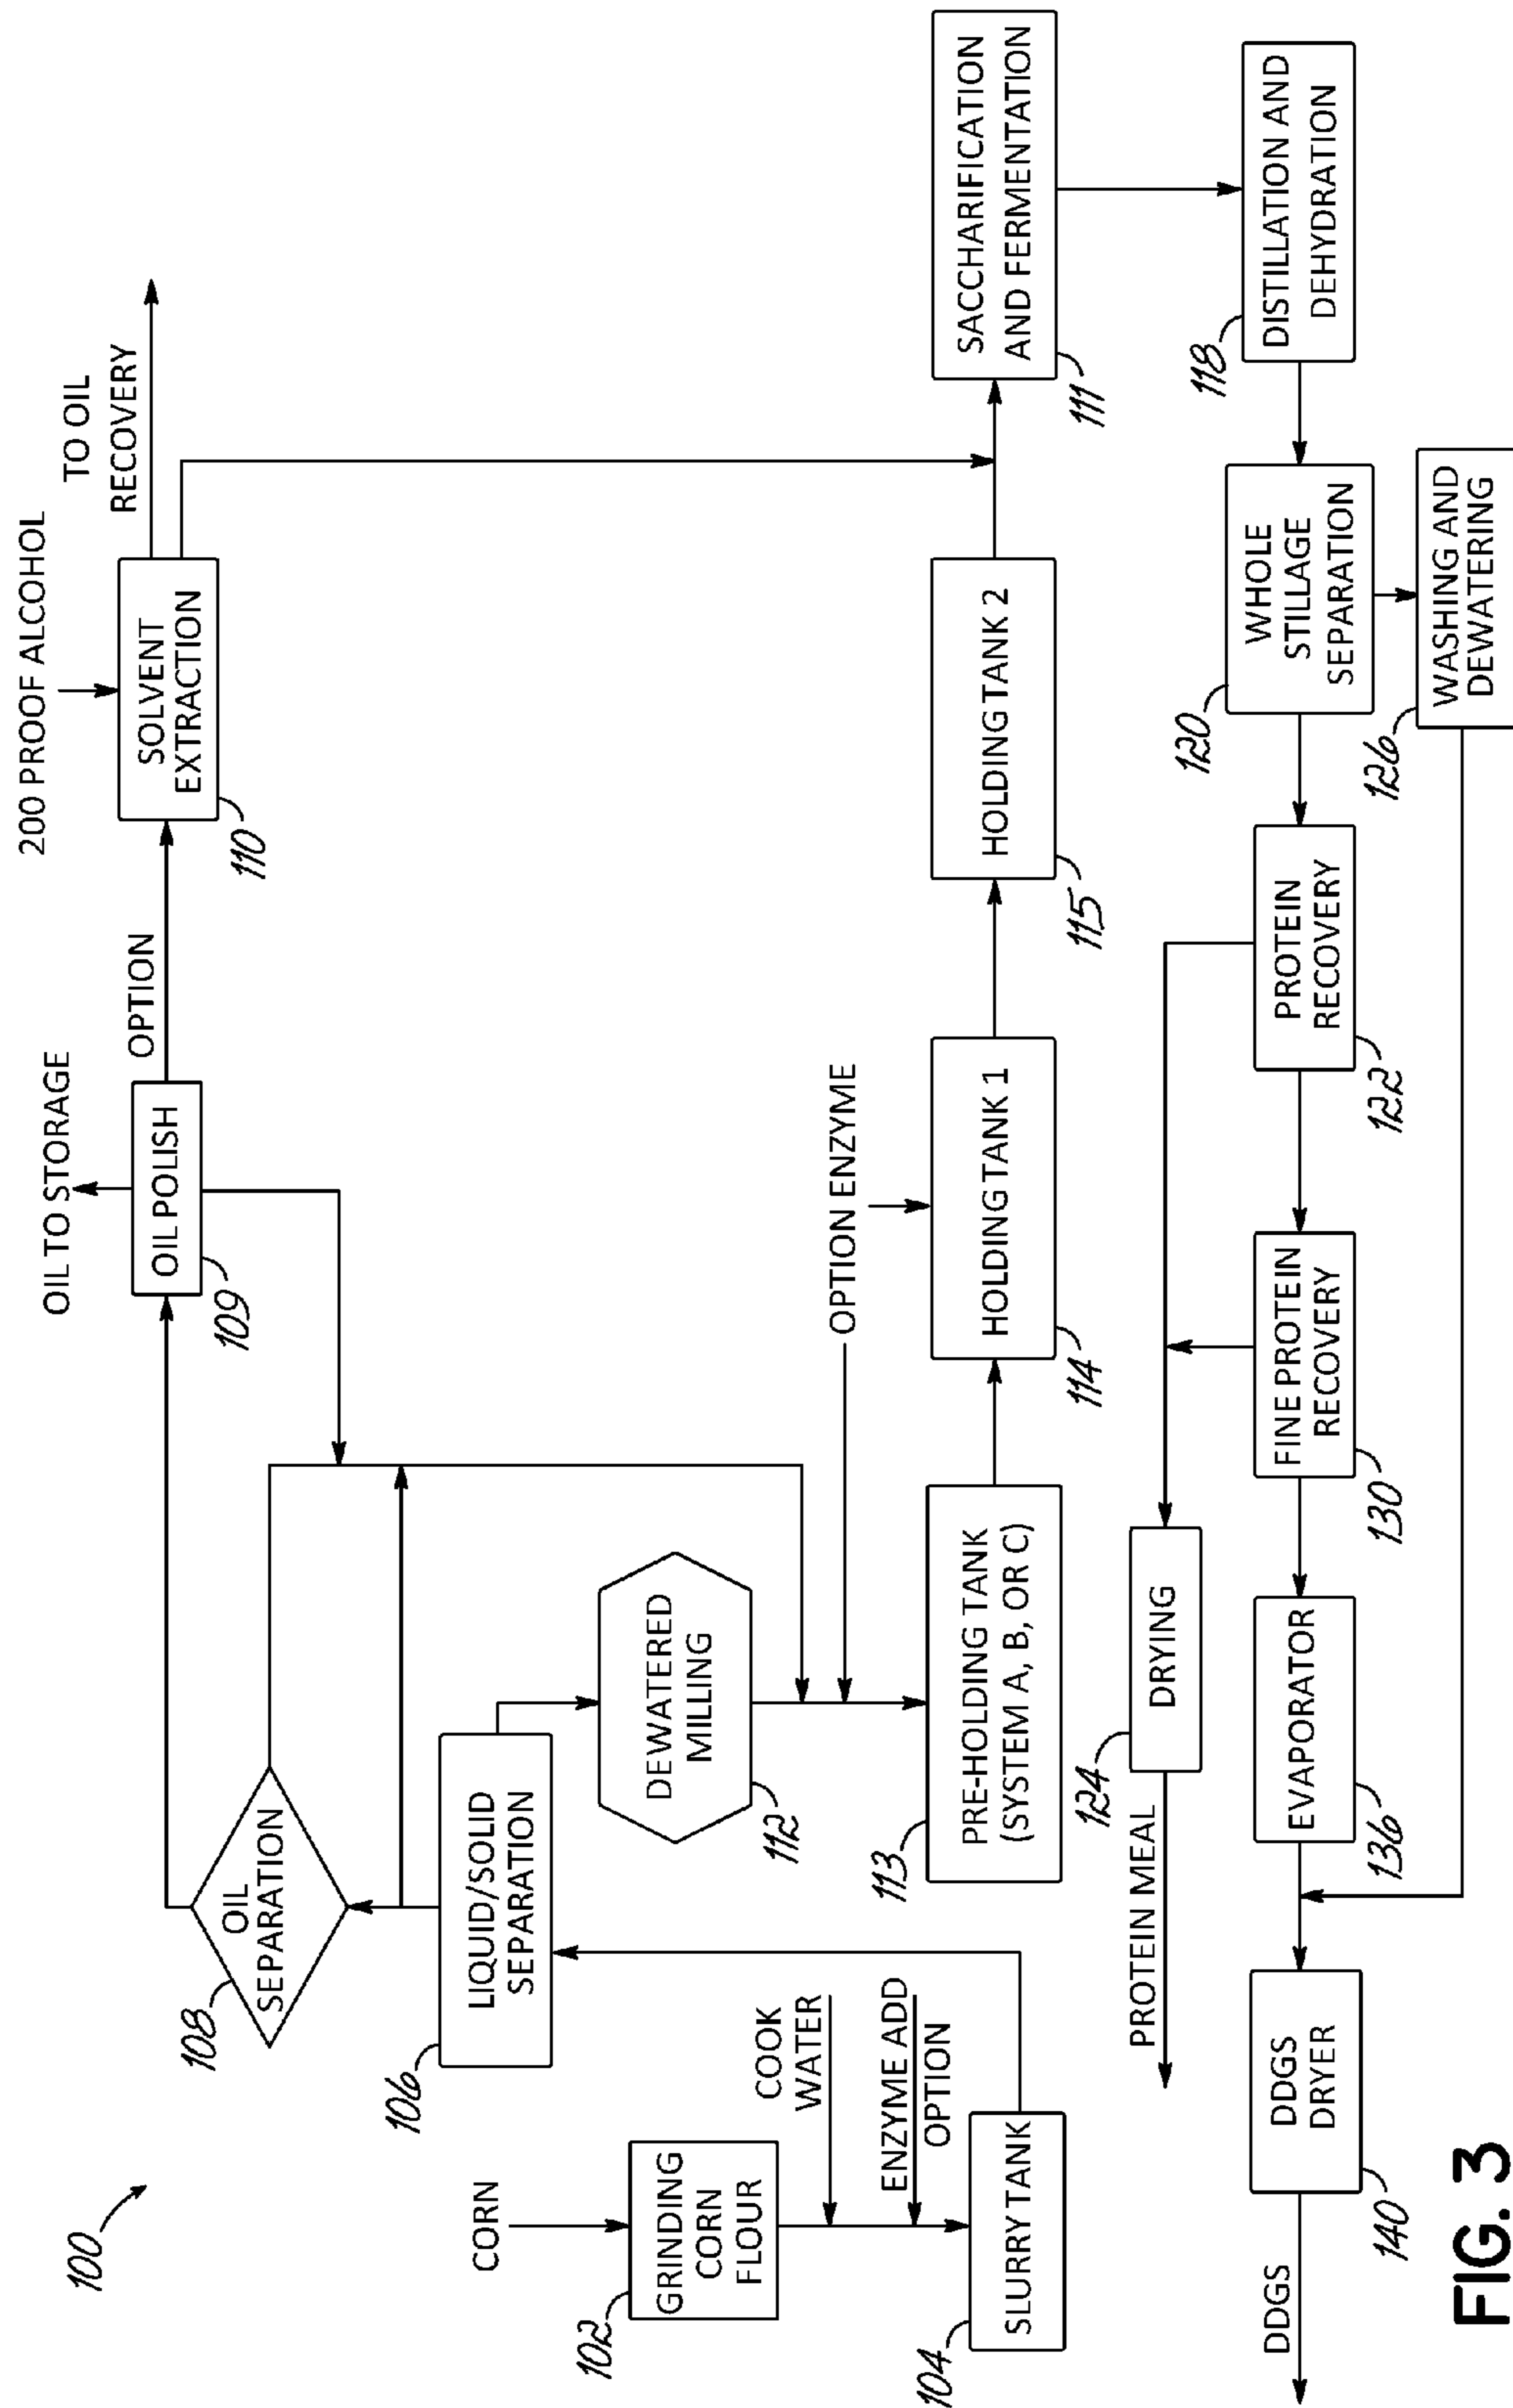 100
CORN
GRINDING
CORN
FLOUR
102
COOK
WATER
ENZYME ADD
OPTION
SLURRY TANK
104
LIQUID/SOLID
SEPARATION
106
OIL
SEPARATION
108
OIL TO STORAGE
OIL POLISH
109
OPTION
200 PROOF ALCOHOL
SOLVENT
EXTRACTION
110
TO OIL
RECOVERY
DEWATERED
MILLING
112
OPTION ENZYME
PRE-HOLDING TANK
(SYSTEM A, B, OR C)
113
HOLDING TANK 1
114
HOLDING TANK 2
115
SACCHARIFICATION
AND FERMENTATION
111
DISTILLATION AND
DEHYDRATION
118
WHOLE
STILLAGE
SEPARATION
120
WASHING AND
DEWATERING
126
PROTEIN
RECOVERY
122
FINE PROTEIN
RECOVERY
130
DRYING
124
PROTEIN MEAL
EVAPORATOR
136
DDGS
DRYER
140
DDGS
FIG. 3